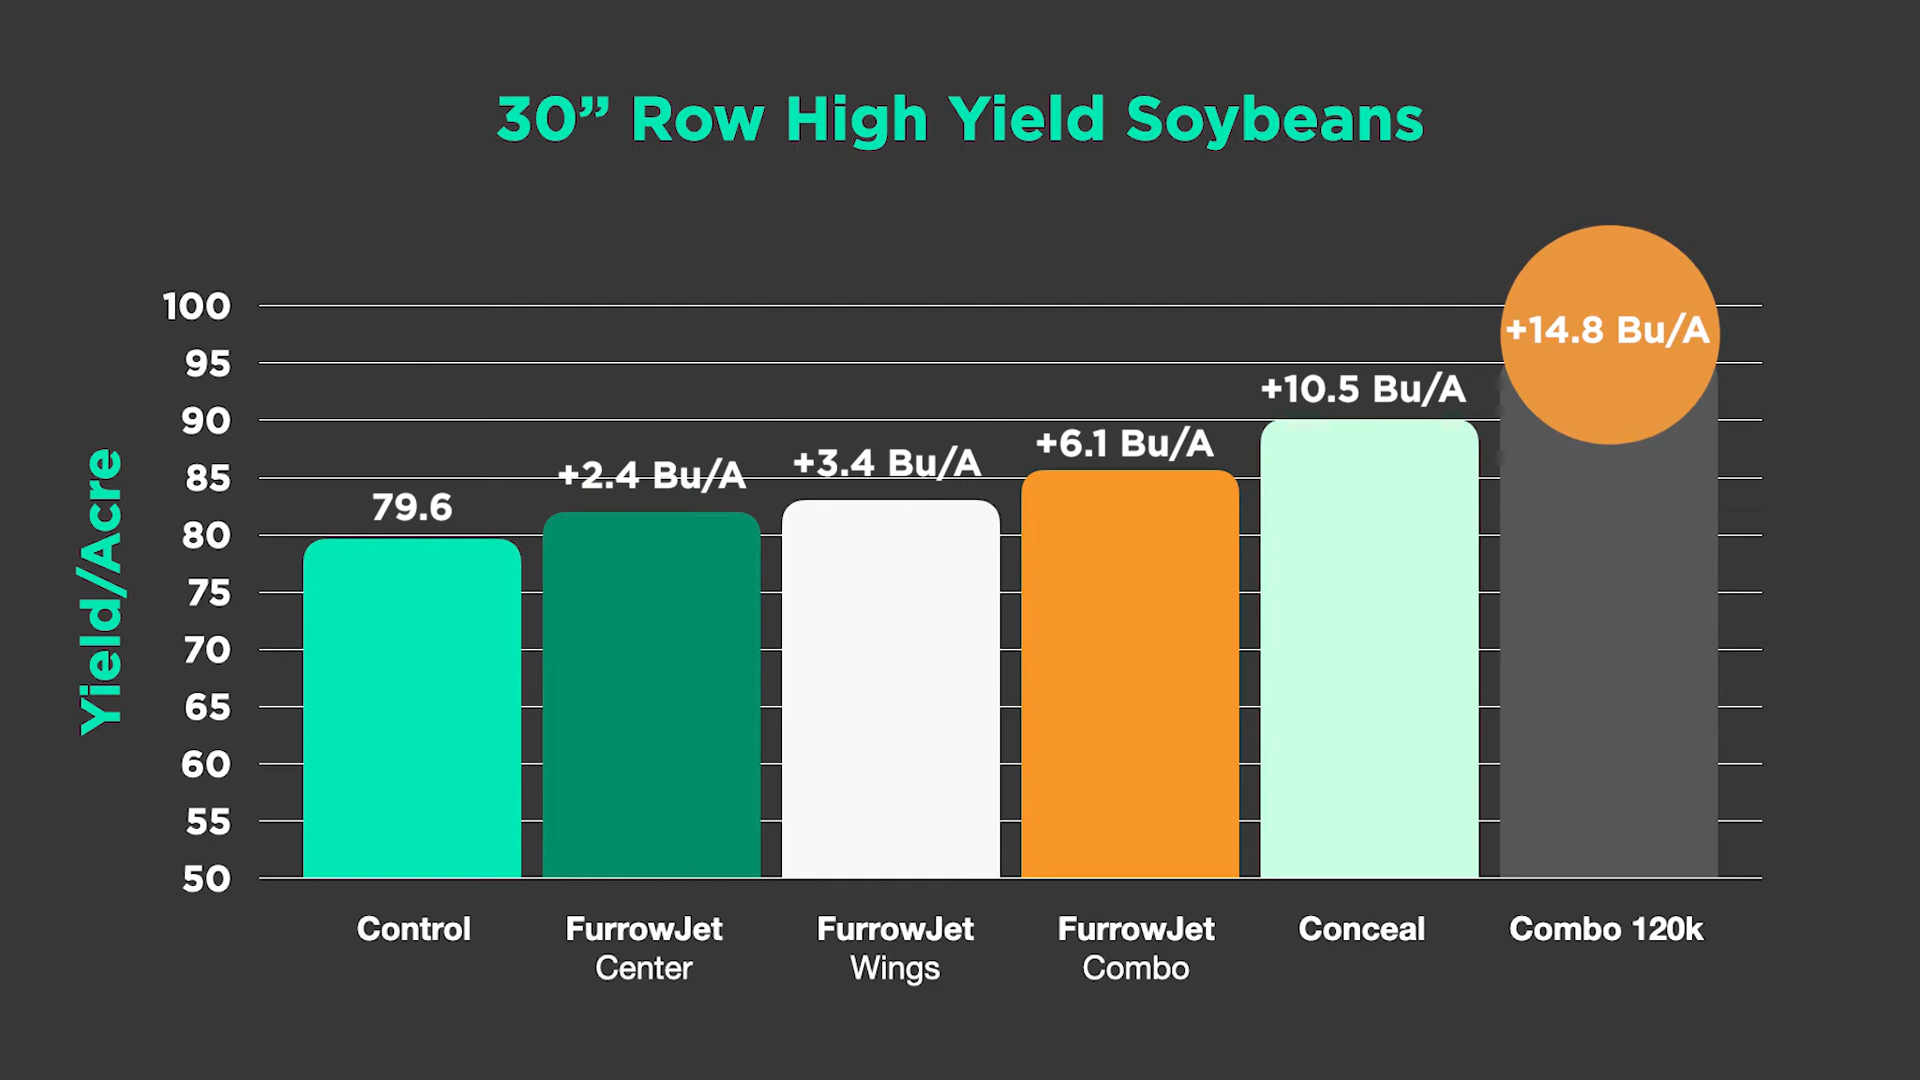 30” Row High Yield Soybeans
+14.8 Bu/A
+10.5 Bu/A
+6.1 Bu/A
+3.4 Bu/A
+2.4 Bu/A
79.6
100
95
90
85
80
75
70
65
60
55
50
Yield/Acre
Control
FurrowJet
Center
FurrowJet
Wings
FurrowJet
Combo
Conceal
Combo 120k